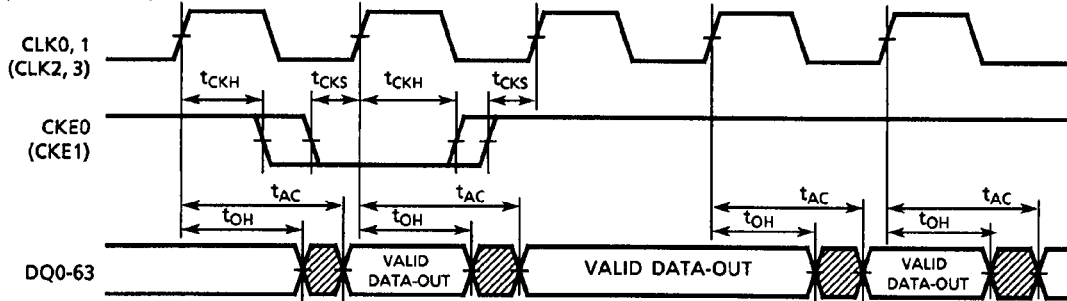 CLK0, 1
(CLK2, 3)
tCKH tCKS tCKH tCKS
CKE0
(CKE1)
tAC tAC tAC tAC
tOH tOH tOH tOH
DQ0-63
VALID DATA-OUT
VALID DATA-OUT
VALID DATA-OUT